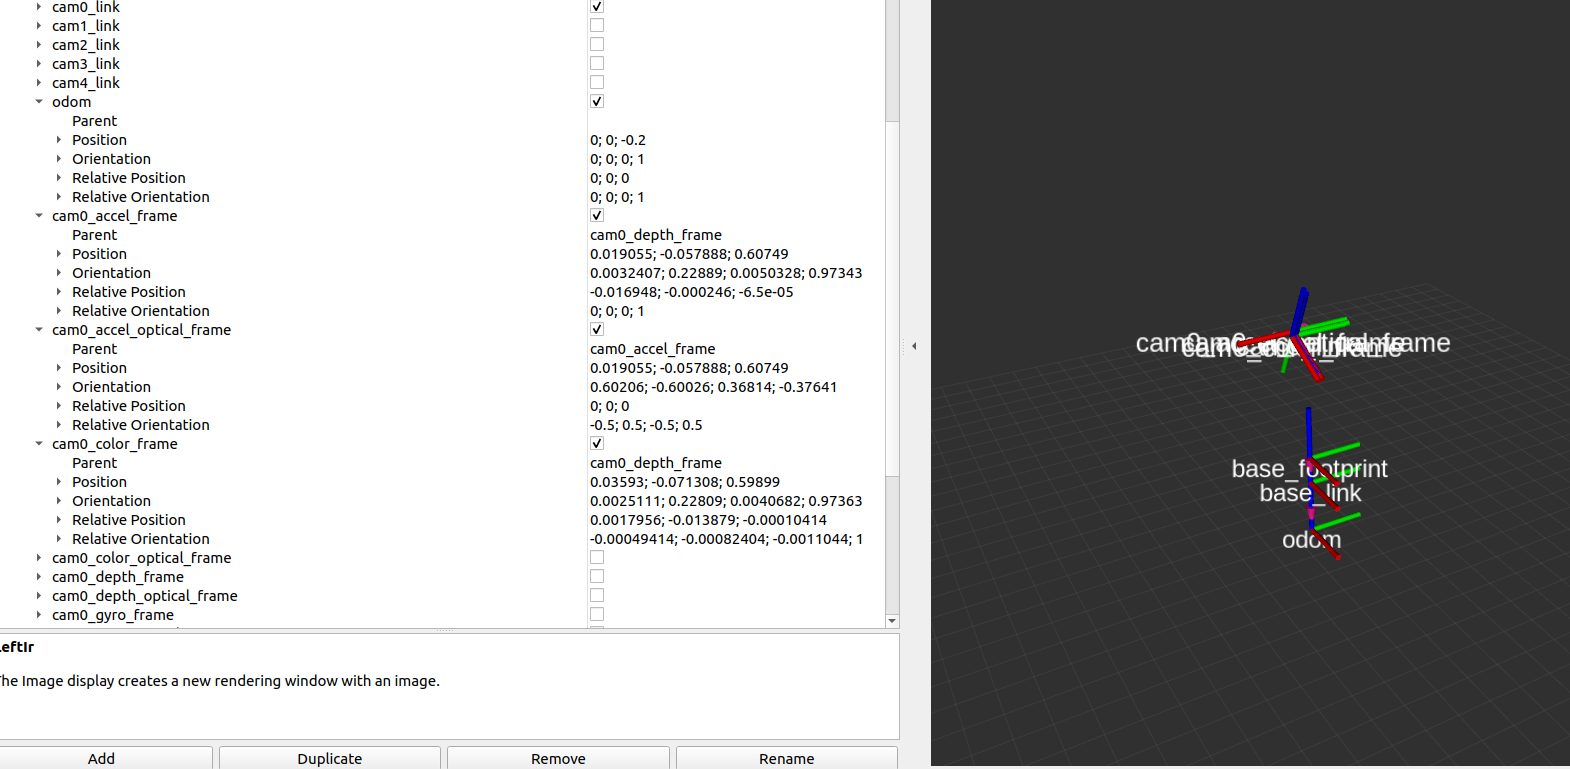 cam0_link
cam1_link
cam2_link
cam3_link
cam4_link
odom
Parent
Position 0; 0; -0.2
Orientation 0; 0; 0; 1
Relative Position 0; 0; 0
Relative Orientation 0; 0; 0; 1
cam0_accel_frame
Parent cam0_depth_frame
Position 0.019055; -0.057888; 0.60749
Orientation 0.0032407; 0.22889; 0.0050328; 0.97343
Relative Position -0.016948; -0.000246; -6.5e-05
Relative Orientation 0; 0; 0; 1
cam0_accel_optical_frame
Parent cam0_accel_frame
Position 0.019055; -0.057888; 0.60749
Orientation 0.60206; -0.60026; 0.36814; -0.37641
Relative Position 0; 0; 0
Relative Orientation -0.5; 0.5; -0.5; 0.5
cam0_color_frame
Parent cam0_depth_frame
Position 0.03593; -0.071308; 0.59899
Orientation 0.0025111; 0.22809; 0.0040682; 0.97363
Relative Position 0.0017956; -0.013879; -0.00010414
Relative Orientation -0.00049414; -0.00082404; -0.0011044; 1
cam0_color_optical_frame
cam0_depth_frame
cam0_depth_optical_frame
cam0_gyro_frame
eftIr
he Image display creates a new rendering window with an image.
Add Duplicate Remove Rename
base_footprint
base_link
odom